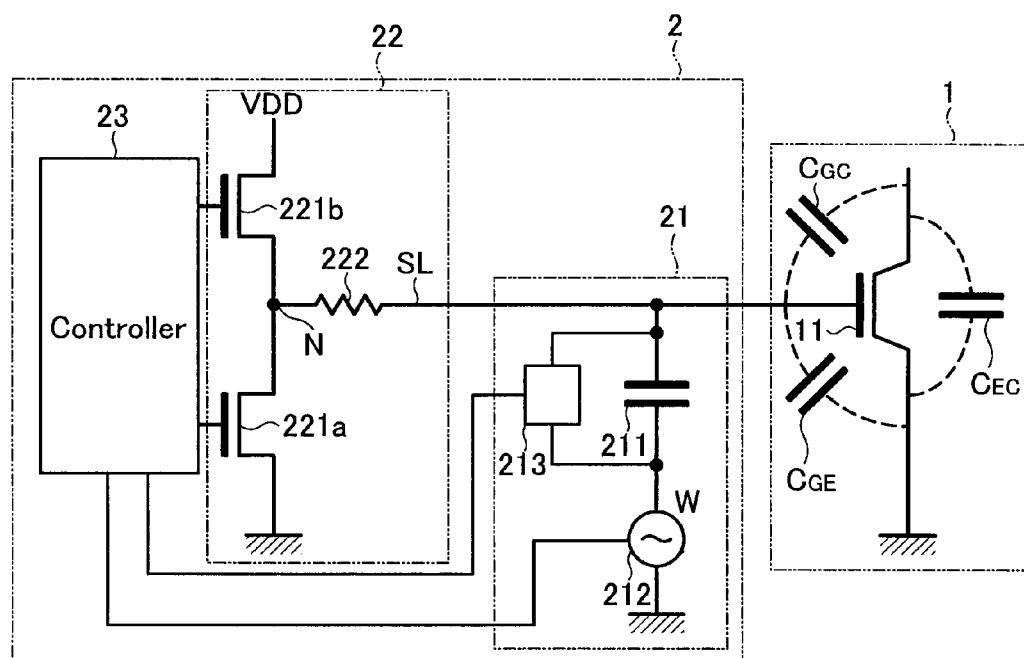 2
22
1
23
VDD
CGC
221b
21
222
SL
Controller
N
11
CEC
221a
213
211
CGE
W
212